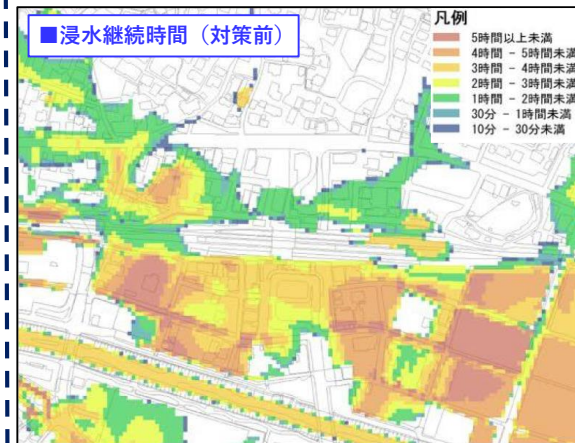 ■浸水継続時間（対策前）
凡例
5時間以上未満
4時間 - 5時間未満
3時間 - 4時間未満
2時間 - 3時間未満
1時間 - 2時間未満
30分 - 1時間未満
10分 - 30分未満